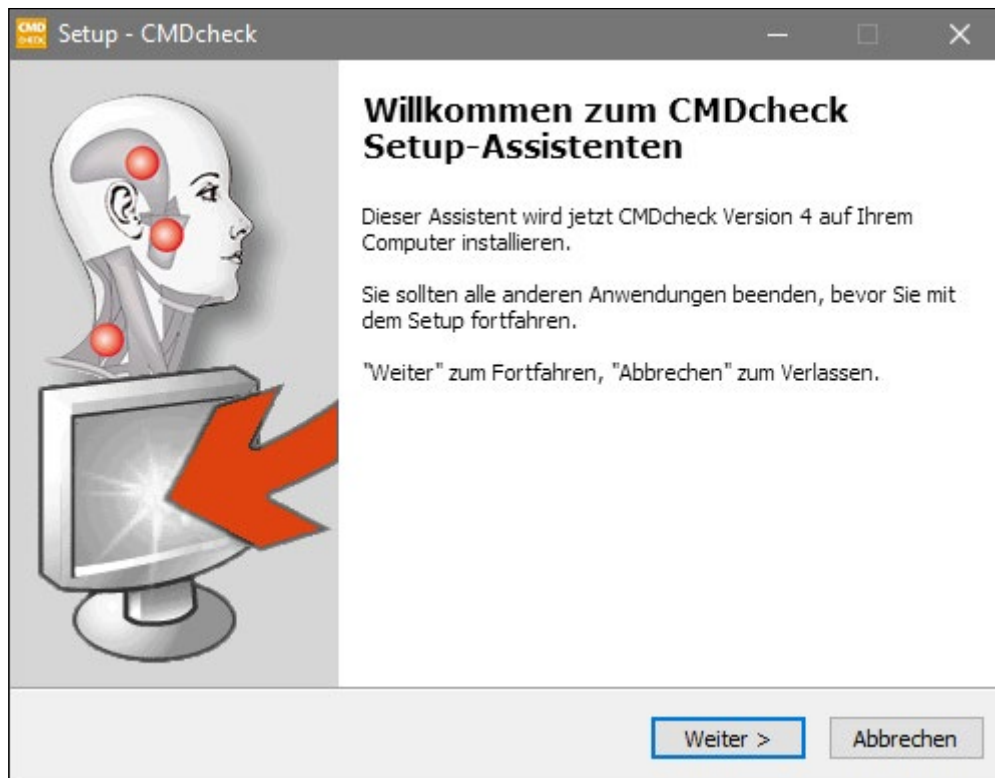 CMD
Setup - CMDcheck
Willkommen zum CMDcheck
Setup-Assistenten
Dieser Assistent wird jetzt CMDcheck Version 4 auf Ihrem
Computer installieren.
Sie sollten alle anderen Anwendungen beenden, bevor Sie mit
dem Setup fortfahren.
"Weiter" zum Fortfahren, "Abbrechen" zum Verlassen.
Weiter >
Abbrechen